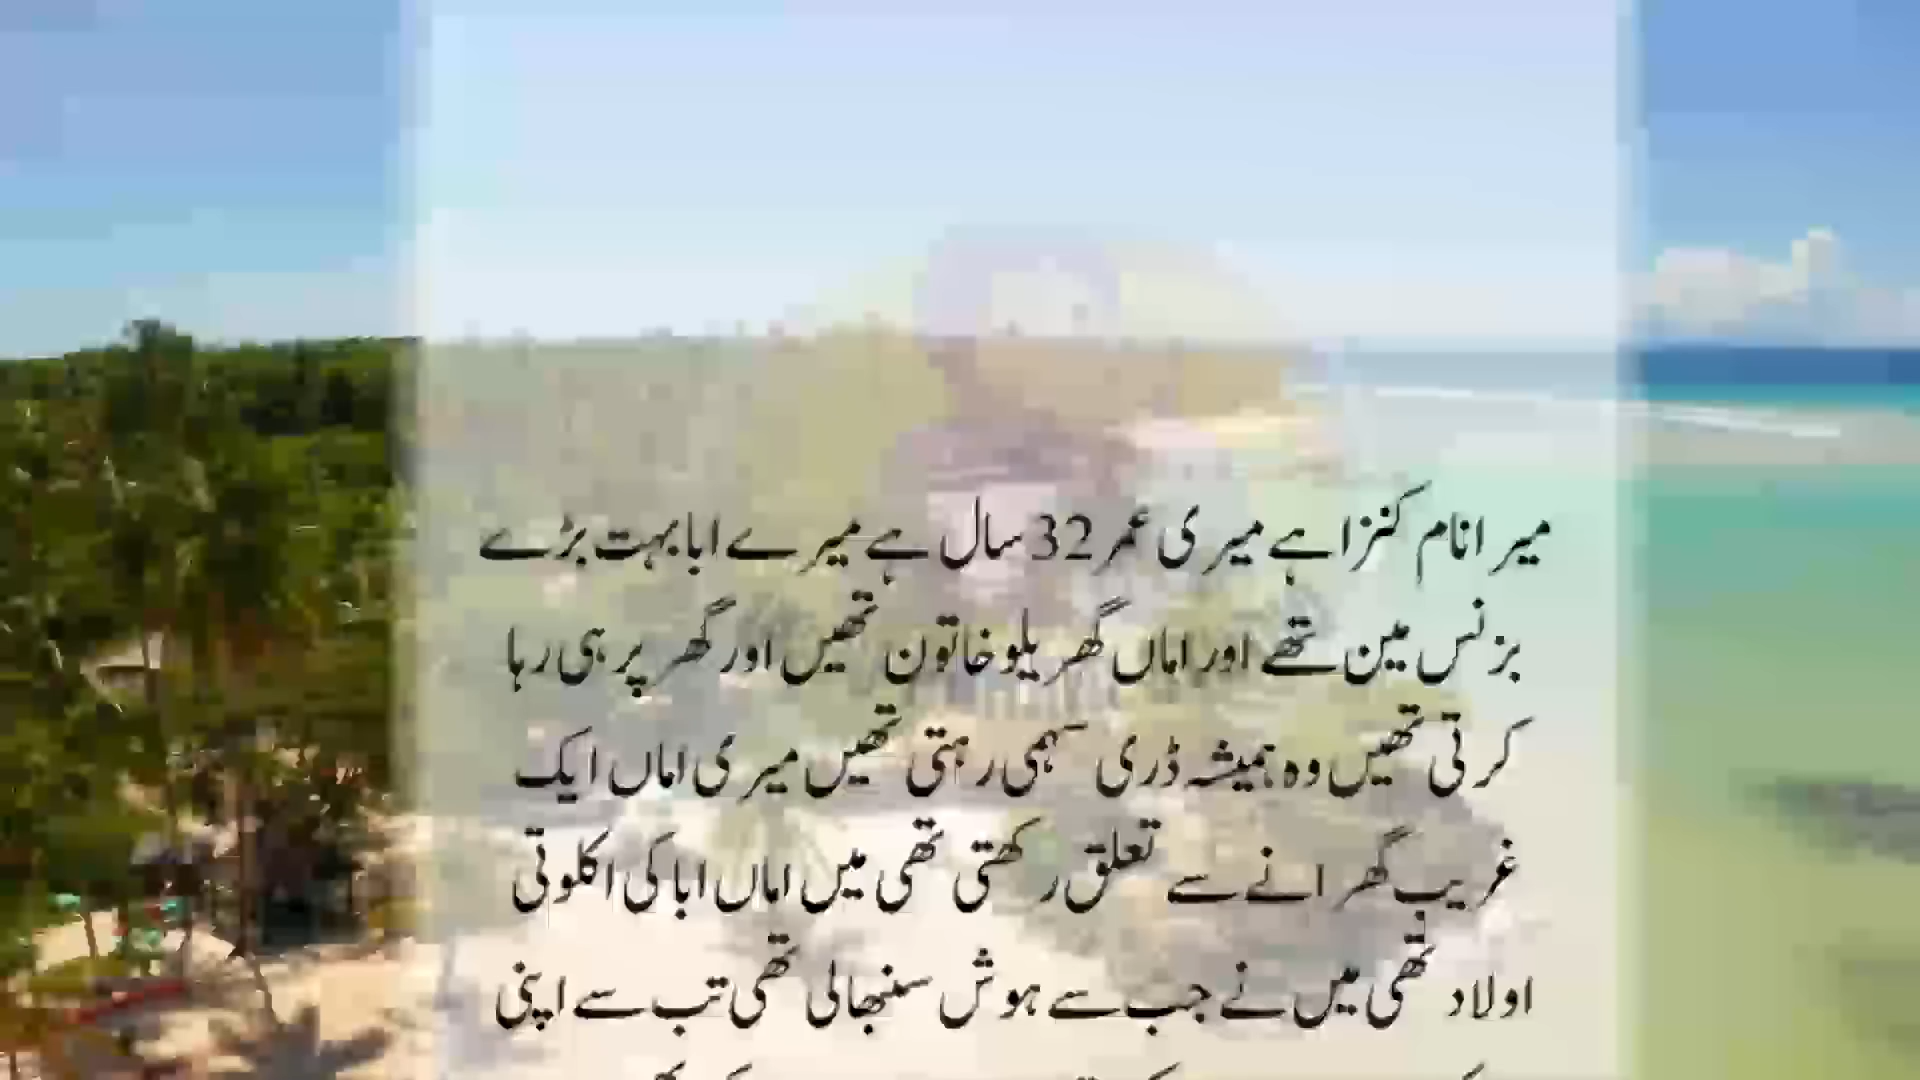 میرا نام کنزا ہے میری عمر 32 سال ہے میرے ابا بہت بڑے
بزنس مین تھے اور اماں گھریلو خاتون تھیں اور گھر پر ہی رہا
کرتی تھیں وہ ہمیشہ ڈری سہمی رہتی تھیں میری اماں ایک
غریب گھرانے سے تعلق رکھتی تھی میں اماں ابا کی اکلوتی
اولاد تھی میں نے جب سے ہوش سنبھالی تھی تب سے اپنی